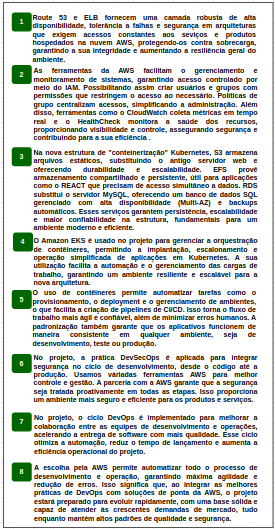 1
Route 53 e ELB fornecem uma camada robusta de alta
disponibilidade, tolerância a falhas e segurança em arquiteturas
que exigem acessos constantes aos seviços e produtos
hospedados na nuvem AWS, protegendo-os contra sobrecarga,
garantindo a sua integridade e aumentando a resiliência geral do
ambiente.
2
As ferramentas da AWS facilitam o gerenciamento e
monitoramento de sistemas, garantindo acesso controlado por
meio do IAM. Possibilitando assim criar usuários e grupos com
permissões que restringem o acesso ao necessário. Políticas de
grupo centralizam acessos, simplificando a administração. Além
disso, ferramentas como o CloudWatch coleta métricas em tempo
real e o HealthCheck monitora a saúde dos recursos,
proporcionando visibilidade e controle, assegurando segurança e
contribuindo para a sua eficiência .
3
Na nova estrutura de "conteinerização" Kubernetes, S3 armazena
arquivos estáticos, substituindo o antigo servidor web e
oferecendo durabilidade e escalabilidade. EFS provê
armazenamento compartilhado e persistente, útil para aplicações
como o REACT que precisam de acesso simultâneo a dados. RDS
substitui o servidor MySQL, oferecendo um banco de dados SQL
gerenciado com alta disponibilidade (Multi-AZ) e backups
automáticos. Esses serviços garantem persistência, escalabilidade
e maior confiabilidade na estrutura, fundamentais para um
ambiente moderno e eficiente.
4
O Amazon EKS é usado no projeto para gerenciar a orquestração
de contêineres, permitindo a implantação, escalonamento e
operação simplificada de aplicações em Kubernetes. A sua
utilização facilita a automação e o gerenciamento das cargas de
trabalho, garantindo um ambiente resiliente e escalável para a
nova arquitetura.
5
O uso de contêineres permite automatizar tarefas como o
provisionamento, o deployment e o gerenciamento de ambientes,
o que facilita a criação de pipelines de CI/CD. Isso torna o fluxo de
trabalho mais ágil e confiável, além de minimizar erros humanos. A
padronização também garante que os aplicativos funcionem de
maneira consistente em qualquer ambiente, seja de
desenvolvimento, teste ou produção.
6
No projeto, a prática DevSecOps é aplicada para integrar
segurança no ciclo de desenvolvimento, desde o código até a
produção. Usamos várias ferramentas AWS para melhor
controle e gestão. A parceria com a AWS garante que a segurança
seja tratada proativamente em todas as etapas. Isso proporciona
um ambiente mais seguro e eficiente para os produtos e serviços.
7
No projeto, o ciclo DevOps é implementado para melhorar a
colaboração entre as equipes de desenvolvimento e operações,
acelerando a entrega de software com mais qualidade. Esse ciclo
otimiza a automação, reduz o tempo de lançamento e aumenta a
eficiência operacional do projeto.
8
A escolha pela AWS permite automatizar todo o processo de
desenvolvimento e operação, garantindo máxima agilidade e
redução de erros. Isso significa que, ao integrar as melhores
práticas de DevOps com soluções de ponta da AWS, o projeto
estará preparado para evoluir rapidamente, com uma base sólida e
capaz de atender às crescentes demandas de mercado, tudo
enquanto mantém altos padrões de qualidade e segurança.